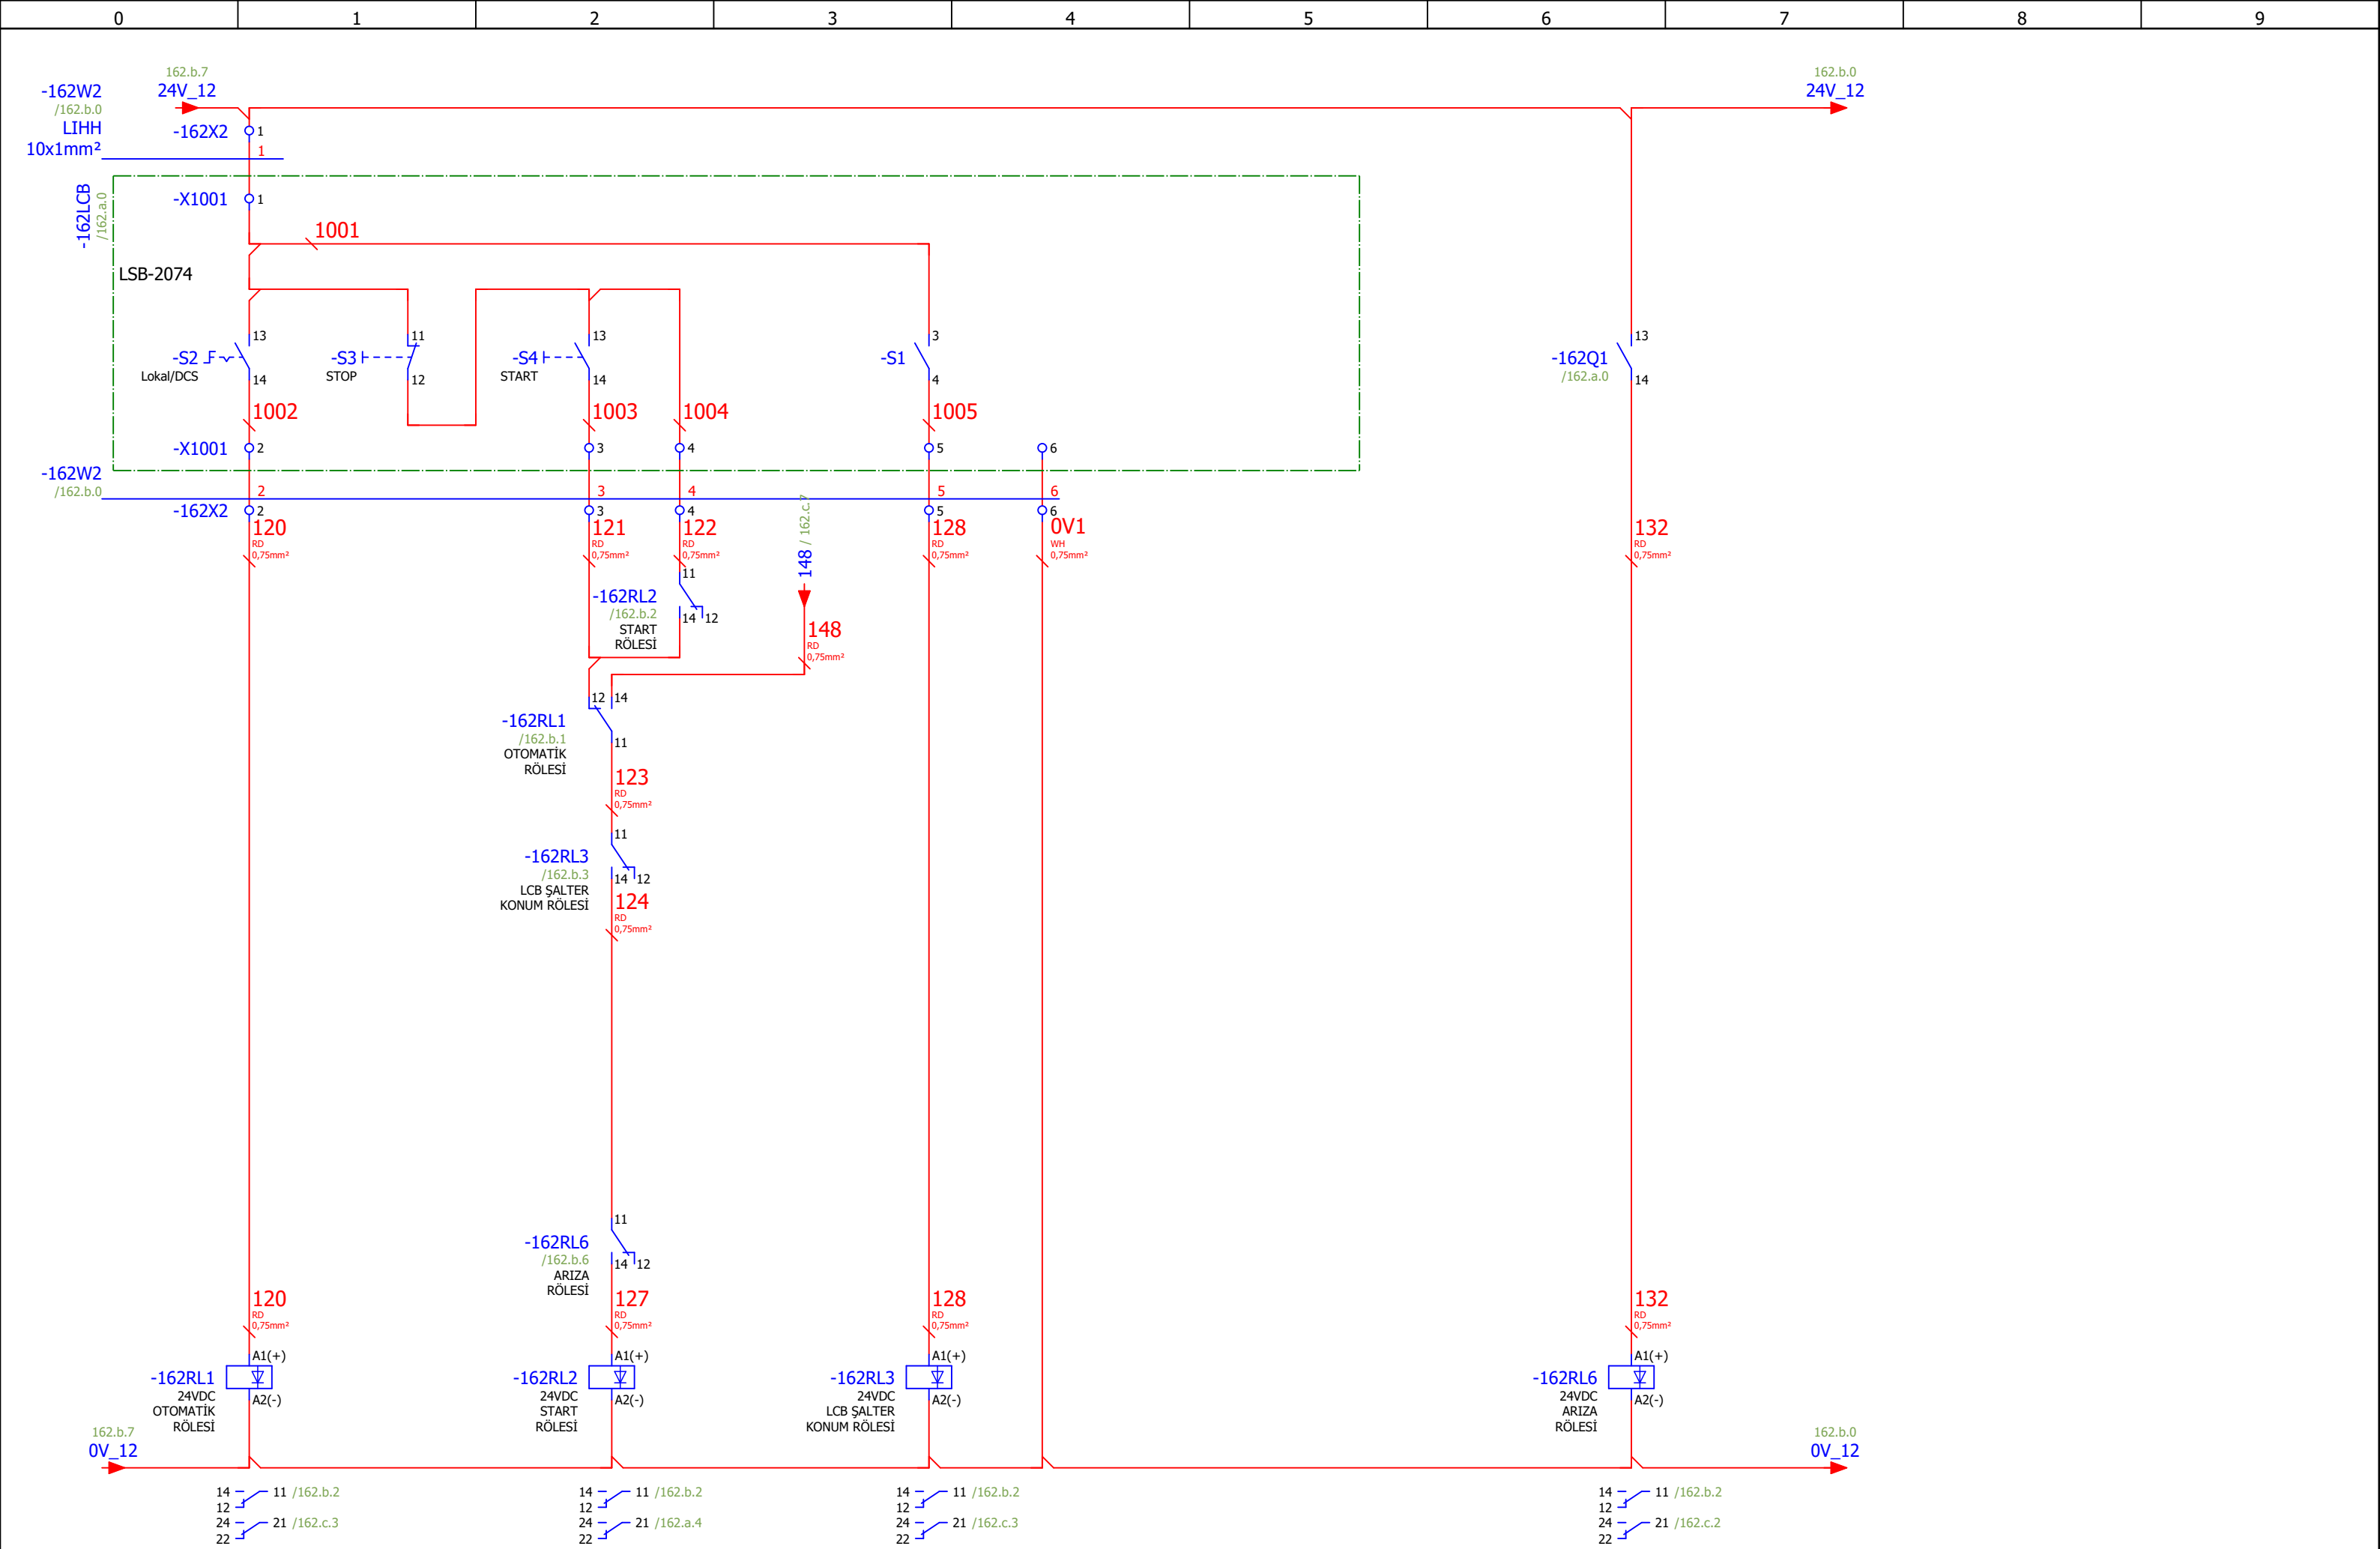 0 1 2 3 4 5 6 7 8 9
162.b.7
24V_12
162.b.0
24V_12
-162W2
/162.b.0
LIHH
10x1mm²
-162X2 1
1
-162LCB
/162.a.0
-X1001 1
1001
LSB-2074
-S2
Lokal/DCS
13
14
-S3
STOP
11
12
-S4
START
13
14
-S1
3
4
-162Q1
/162.a.0
13
14
1002
1003
1004
1005
-X1001 2 3 4 5 6
-162W2
/162.b.0
2 3 4 5 6
-162X2 2 3 4 5 6
120
RD
0,75mm²
121
RD
0,75mm²
122
RD
0,75mm²
148 / 162.c.7
128
RD
0,75mm²
0V1
WH
0,75mm²
132
RD
0,75mm²
-162RL2
/162.b.2
START
RÖLESİ
11
14 12
148
RD
0,75mm²
12 14
-162RL1
/162.b.1
OTOMATİK
RÖLESİ
11
123
RD
0,75mm²
11
-162RL3
/162.b.3
LCB ŞALTER
KONUM RÖLESİ
14 12
124
RD
0,75mm²
11
-162RL6
/162.b.6
ARIZA
RÖLESİ
14 12
120
RD
0,75mm²
127
RD
0,75mm²
128
RD
0,75mm²
132
RD
0,75mm²
A1(+)
-162RL1
24VDC
OTOMATİK
RÖLESİ
A2(-)
A1(+)
-162RL2
24VDC
START
RÖLESİ
A2(-)
A1(+)
-162RL3
24VDC
LCB ŞALTER
KONUM RÖLESİ
A2(-)
A1(+)
-162RL6
24VDC
ARIZA
RÖLESİ
A2(-)
162.b.7
0V_12
162.b.0
0V_12
14 11 /162.b.2
12
24 21 /162.c.3
22
14 11 /162.b.2
12
24 21 /162.a.4
22
14 11 /162.b.2
12
24 21 /162.c.3
22
14 11 /162.b.2
12
24 21 /162.c.2
22